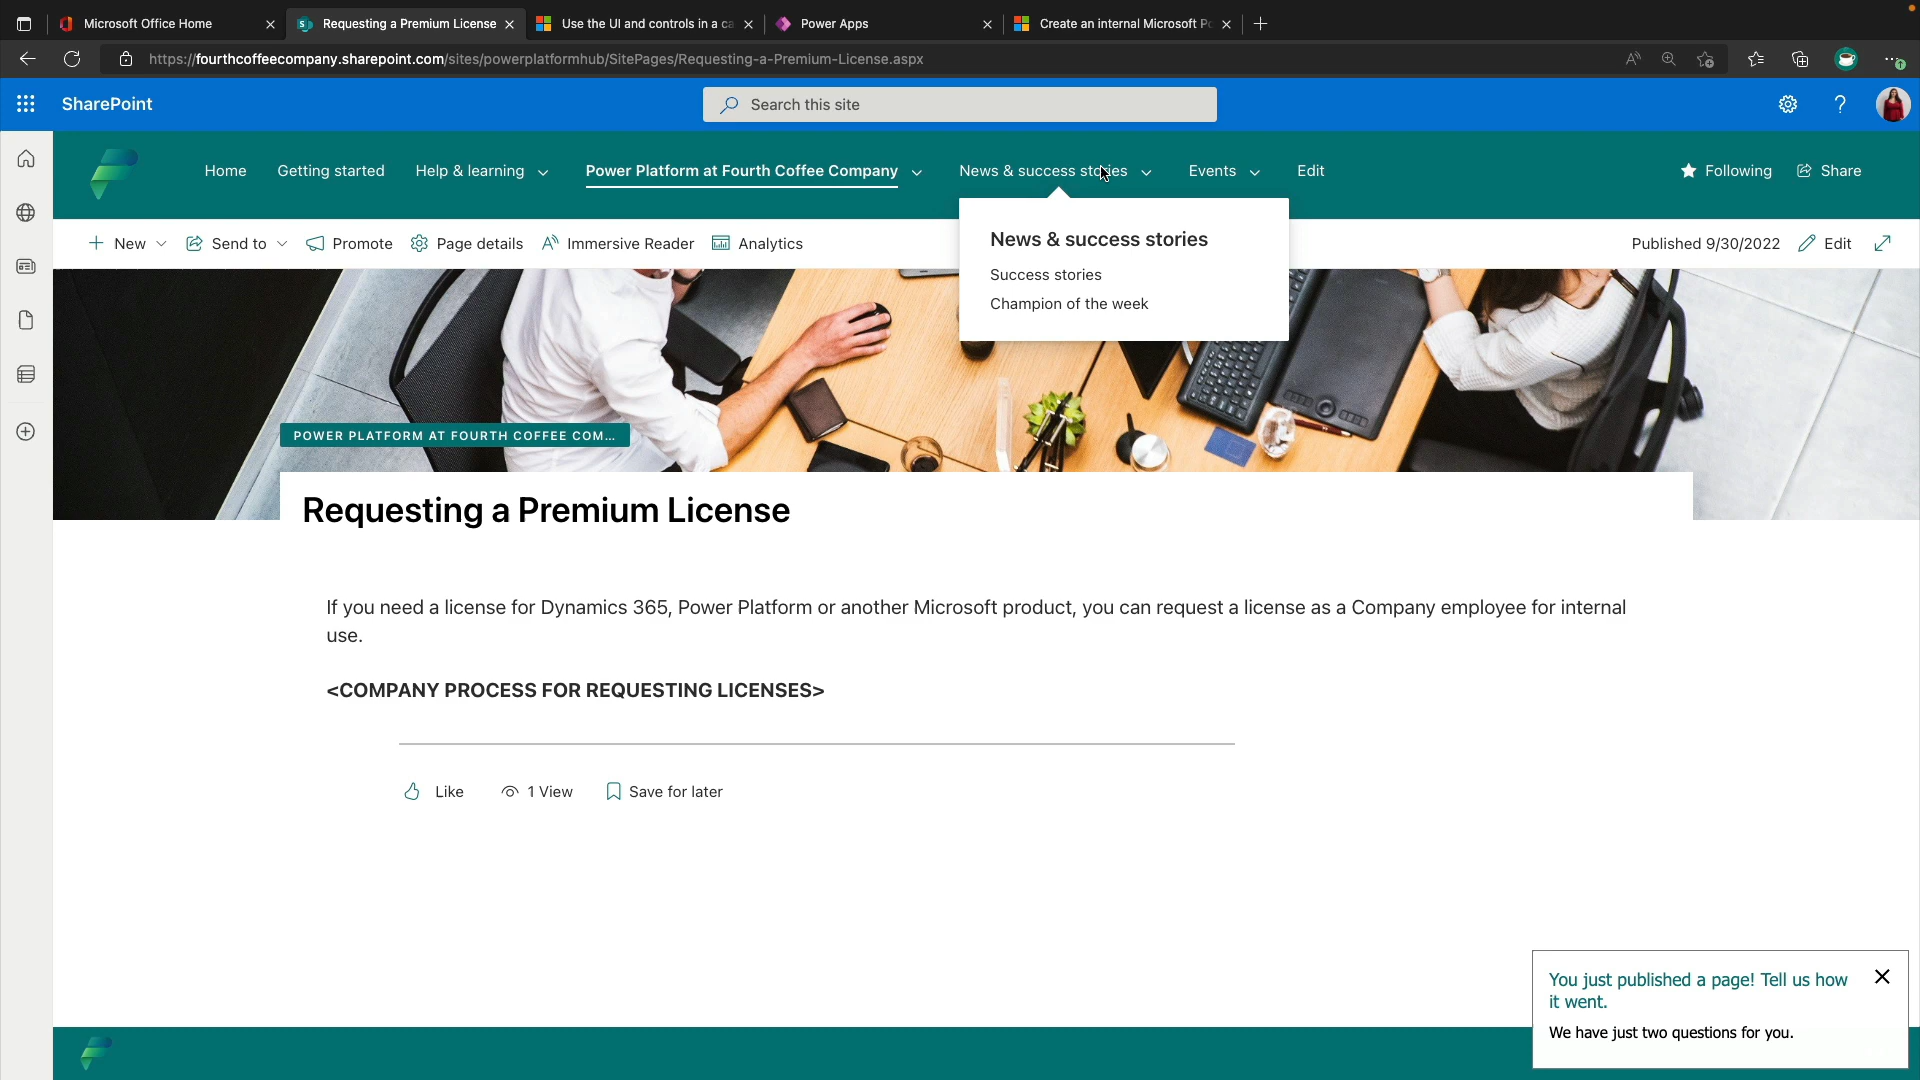 Microsoft Office Home
Requesting a Premium License
Use the UI and controls in a ca
Power Apps
Create an internal Microsoft Po
https://fourthcoffeecompany.sharepoint.com/sites/powerplatformhub/SitePages/Requesting-a-Premium-License.aspx
SharePoint
Search this site
Home
Getting started
Help & learning
Power Platform at Fourth Coffee Company
News & success stories
Events
Edit
Following
Share
New
Send to
Promote
Page details
Immersive Reader
Analytics
Published 9/30/2022
Edit
News & success stories
Success stories
Champion of the week
POWER PLATFORM AT FOURTH COFFEE COM...
Requesting a Premium License
If you need a license for Dynamics 365, Power Platform or another Microsoft product, you can request a license as a Company employee for internal
use.
<COMPANY PROCESS FOR REQUESTING LICENSES>
Like
1 View
Save for later
You just published a page! Tell us how
it went.
We have just two questions for you.